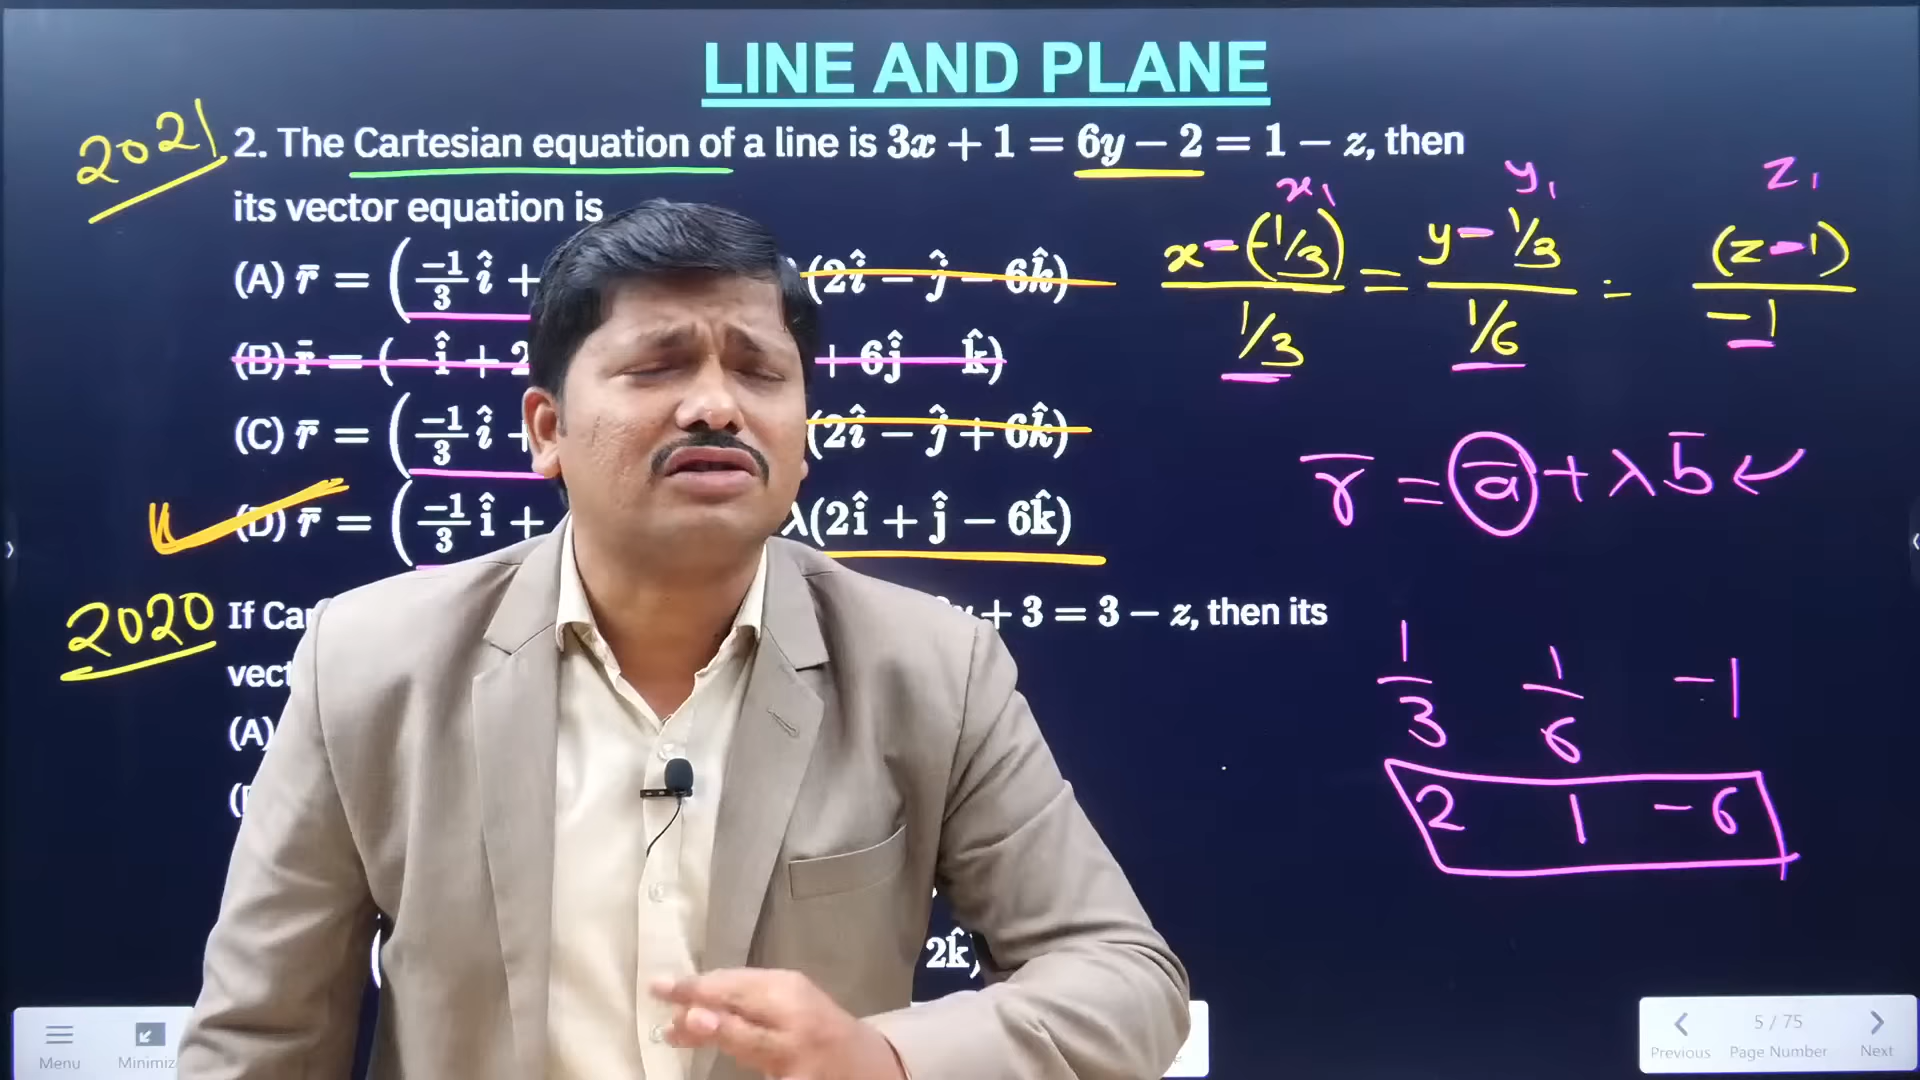 LINE AND PLANE
2021
2. The Cartesian equation of a line is 3x + 1 = 6y − 2 = 1 − z, then
its vector equation is
(A) r̄ = (−1/3 î + (2î − ĵ − 6k̂)
(B) r̄ = (−î + 2 + 6ĵ k̂)
(C) r̄ = (−1/3 î + (2î − ĵ + 6k̂)
(D) r̄ = (−1/3 î + λ(2î + ĵ − 6k̂)
2020
If Car + 3 = 3 − z, then its
vect
(A)
2k̂)
x₁ y₁ z₁
x−(−1/3) / 1/3 = y−1/3 / 1/6 = (z−1) / −1
r̄ = ā + λb̄
1/3 1/6 −1
2 1 −6
Menu
Minimiz
5 / 75
Previous Page Number Next